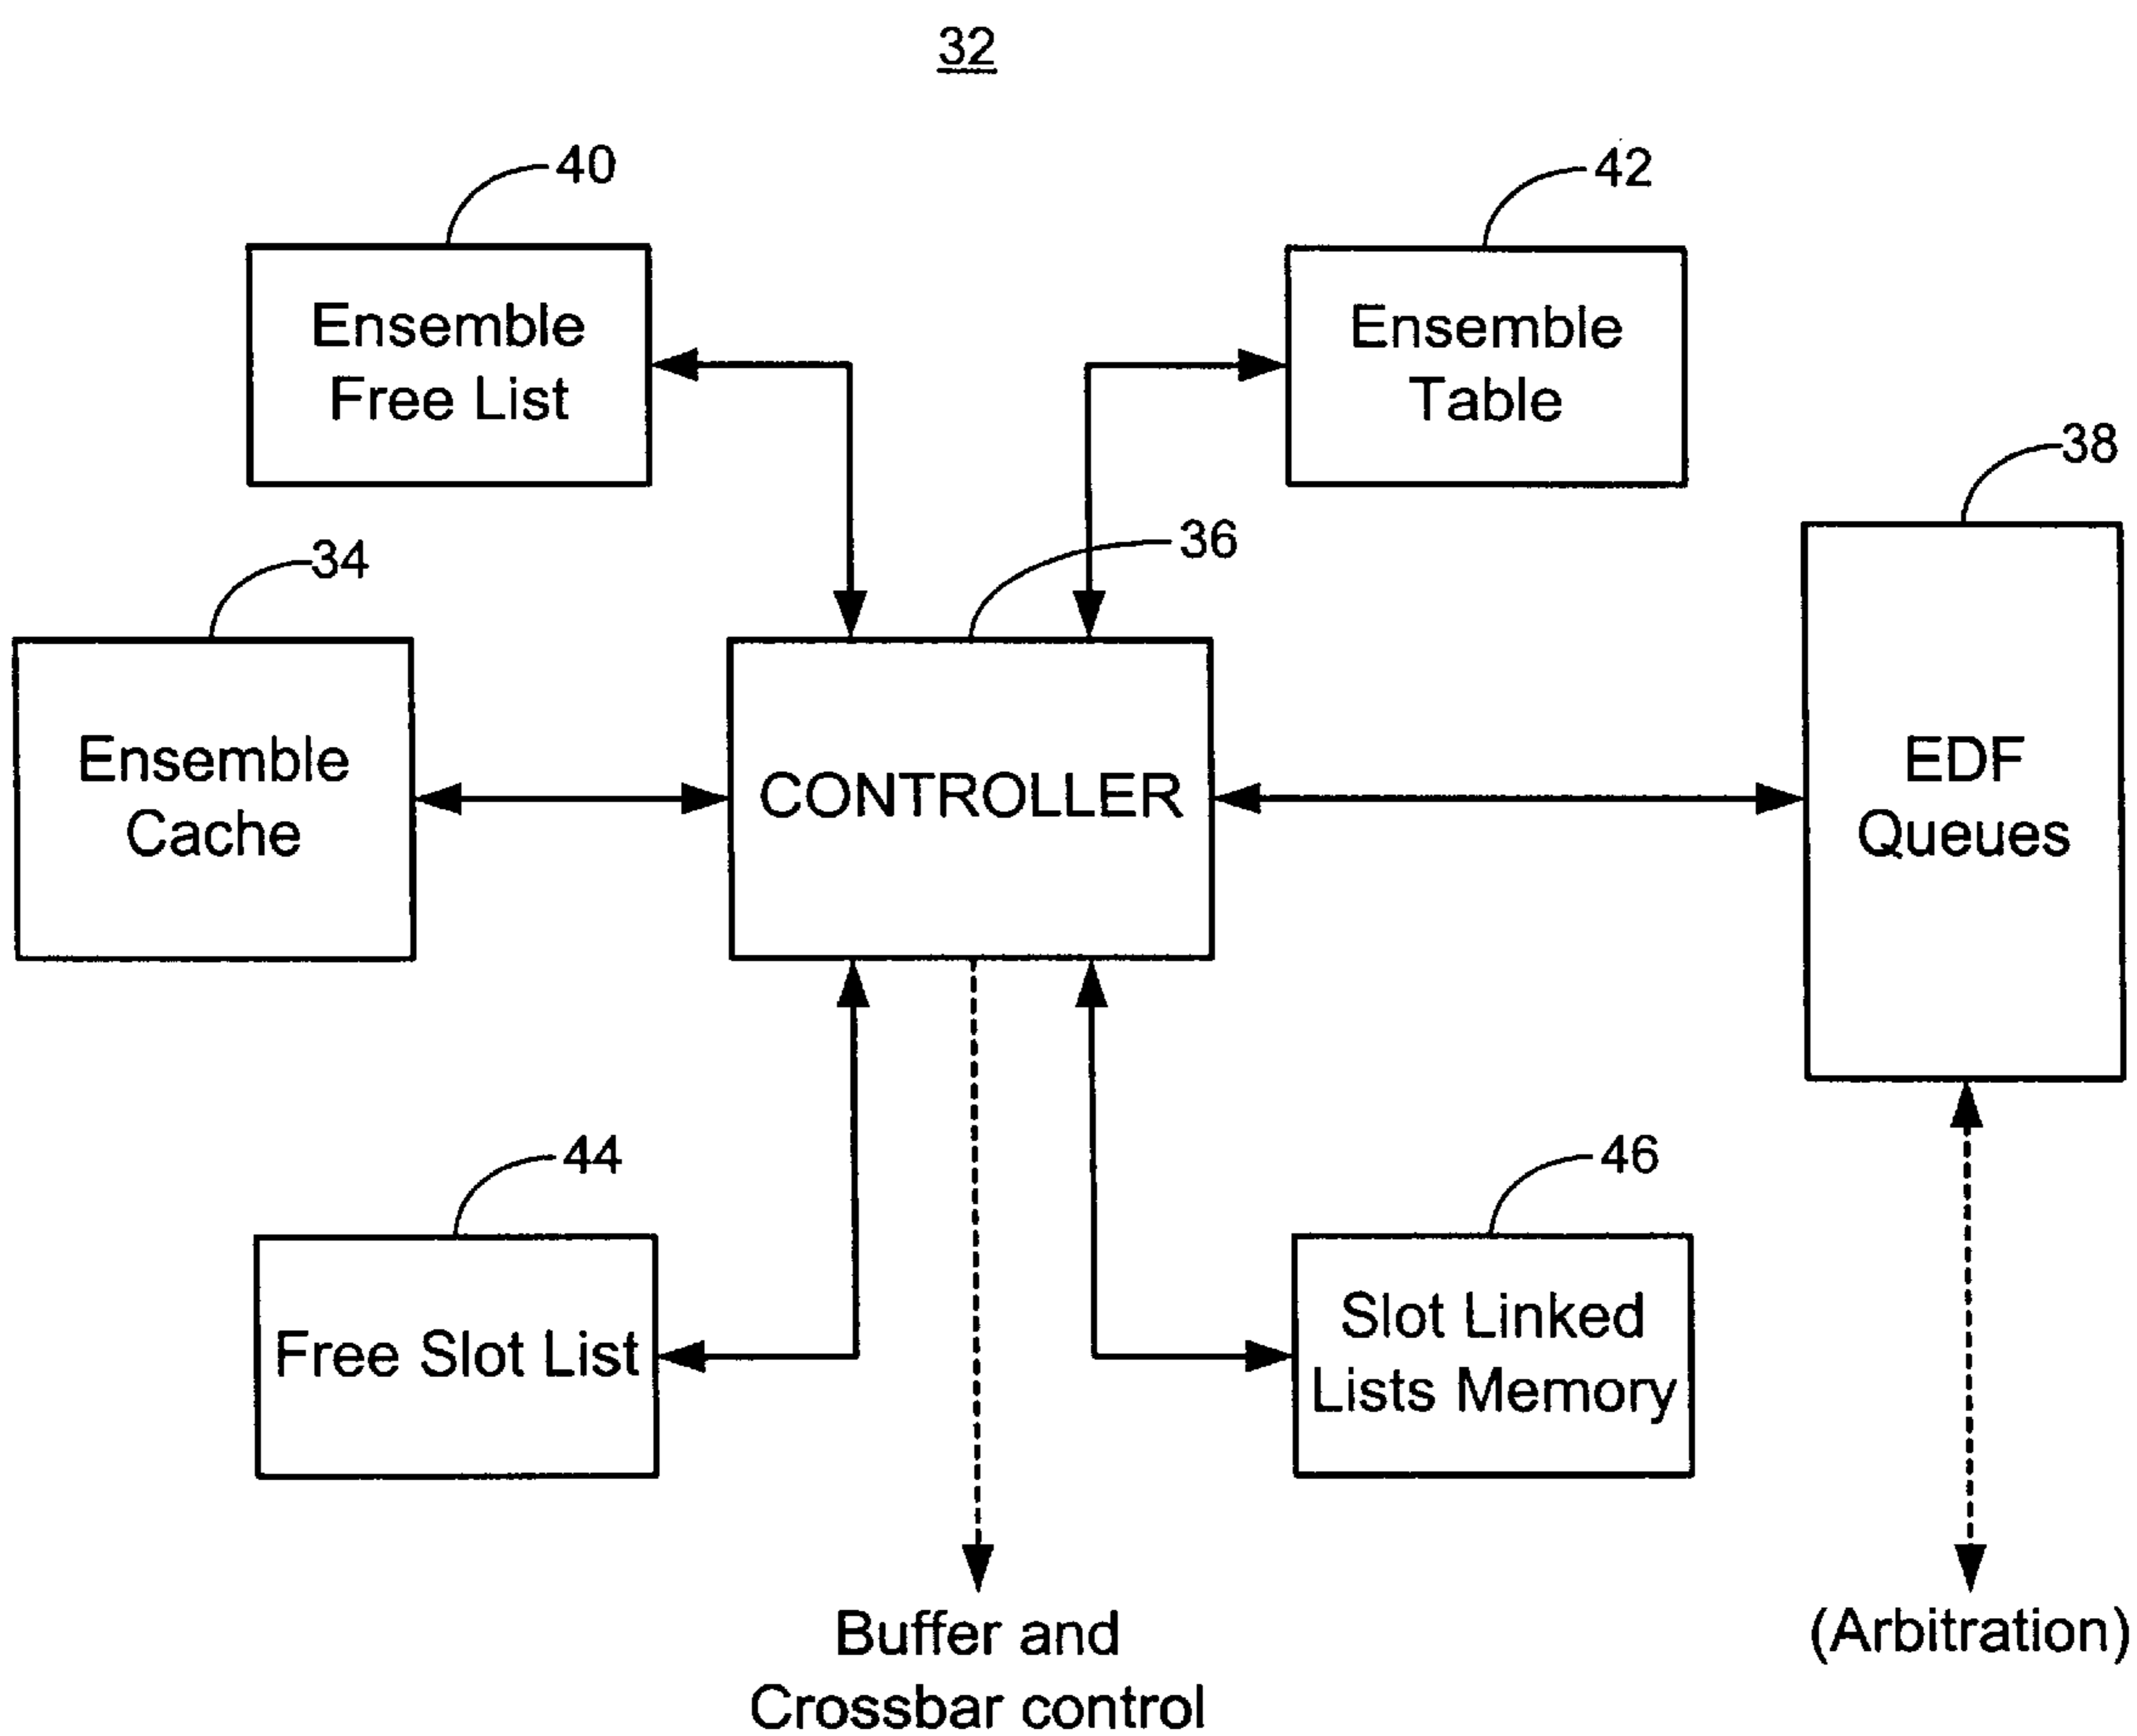 32
40
42
Ensemble
Free List
Ensemble
Table
38
36
34
Ensemble
Cache
CONTROLLER
EDF
Queues
44
46
Free Slot List
Slot Linked
Lists Memory
Buffer and
Crossbar control
(Arbitration)